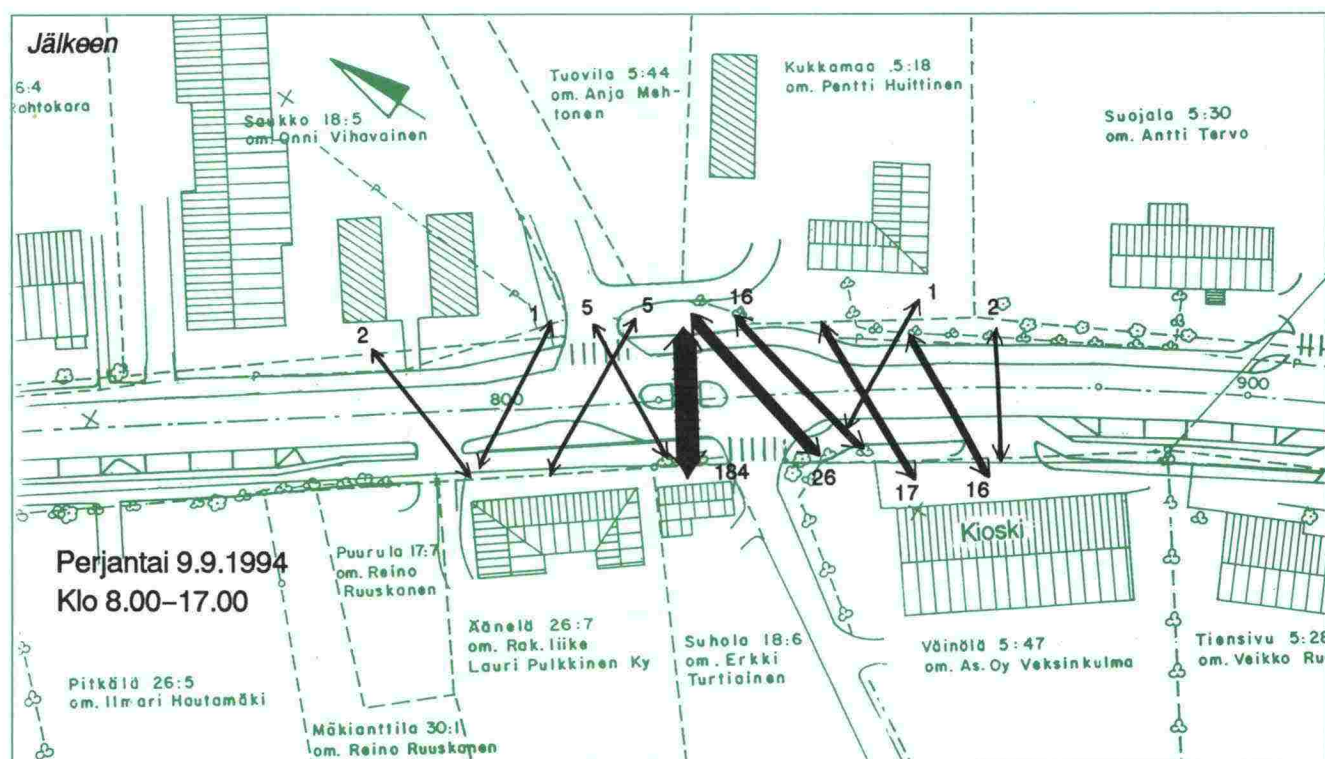 Jälkeen
6:4
Rohtokara
Saukko 18:5
om. Onni Vihavainen
Tuovila 5:44
om. Anja Meh-
tonen
Kukkamaa 5:18
om. Pentti Huittinen
Suojala 5:30
om. Antti Tervo
2
1
5
5
16
1
2
800
900
184
26
17
16
Kioski
Perjantai 9.9.1994
Klo 8.00–17.00
Puurula 17:7
om. Reino
Ruuskanen
Äänelä 26:7
om. Rak. liike
Lauri Pulkkinen Ky
Suhola 18:6
om. Erkki
Turtiainen
Väinölä 5:47
om. As. Oy Veksinkulma
Tiensivu 5:28
om. Veikko Ru
Pitkälä 26:5
om. Ilmari Hautamäki
Mäkianttila 30:1
om. Reino Ruuskanen